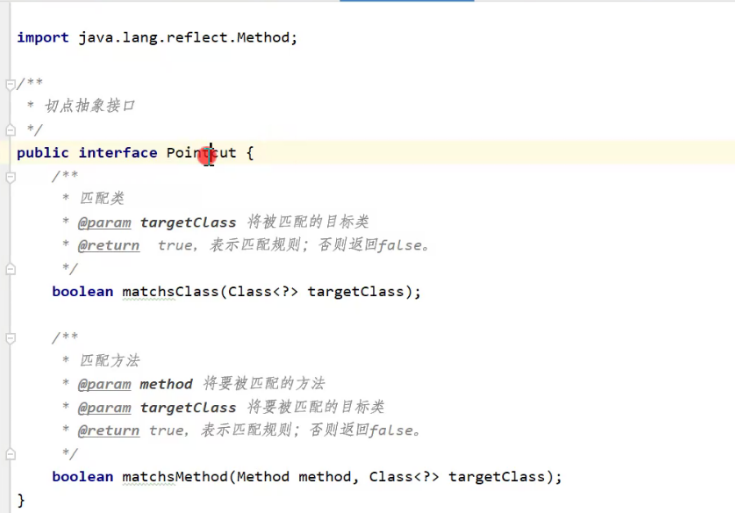 import java.lang.reflect.Method;
/**
* 切点抽象接口
*/
public interface Pointcut {
/**
* 匹配类
* @param targetClass 将被匹配的目标类
* @return true，表示匹配规则；否则返回false。
*/
boolean matchsClass(Class<?> targetClass);
/**
* 匹配方法
* @param method 将要被匹配的方法
* @param targetClass 将要被匹配的目标类
* @return true，表示匹配规则；否则返回false。
*/
boolean matchsMethod(Method method, Class<?> targetClass);
}